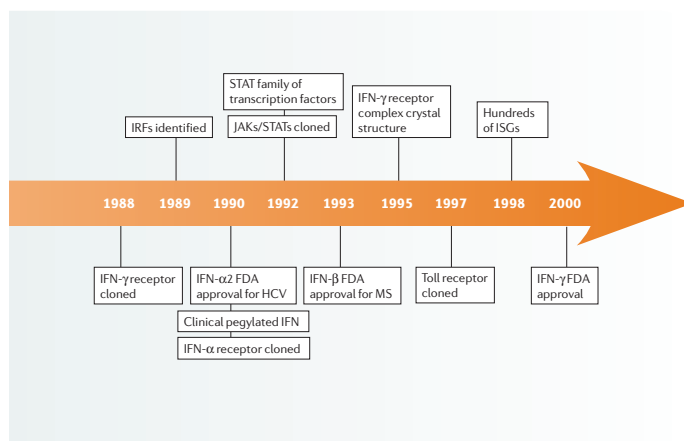 STAT family of
transcription factors
IFN-γ receptor
complex crystal
structure
Hundreds
of ISGs
IRFs identified
JAKs/STATs cloned
1988 1989 1990 1992 1993 1995 1997 1998 2000
IFN-γ receptor
cloned
IFN-α2 FDA
approval for HCV
Clinical pegylated IFN
IFN-α receptor cloned
IFN-β FDA
approval for MS
Toll receptor
cloned
IFN-γ FDA
approval